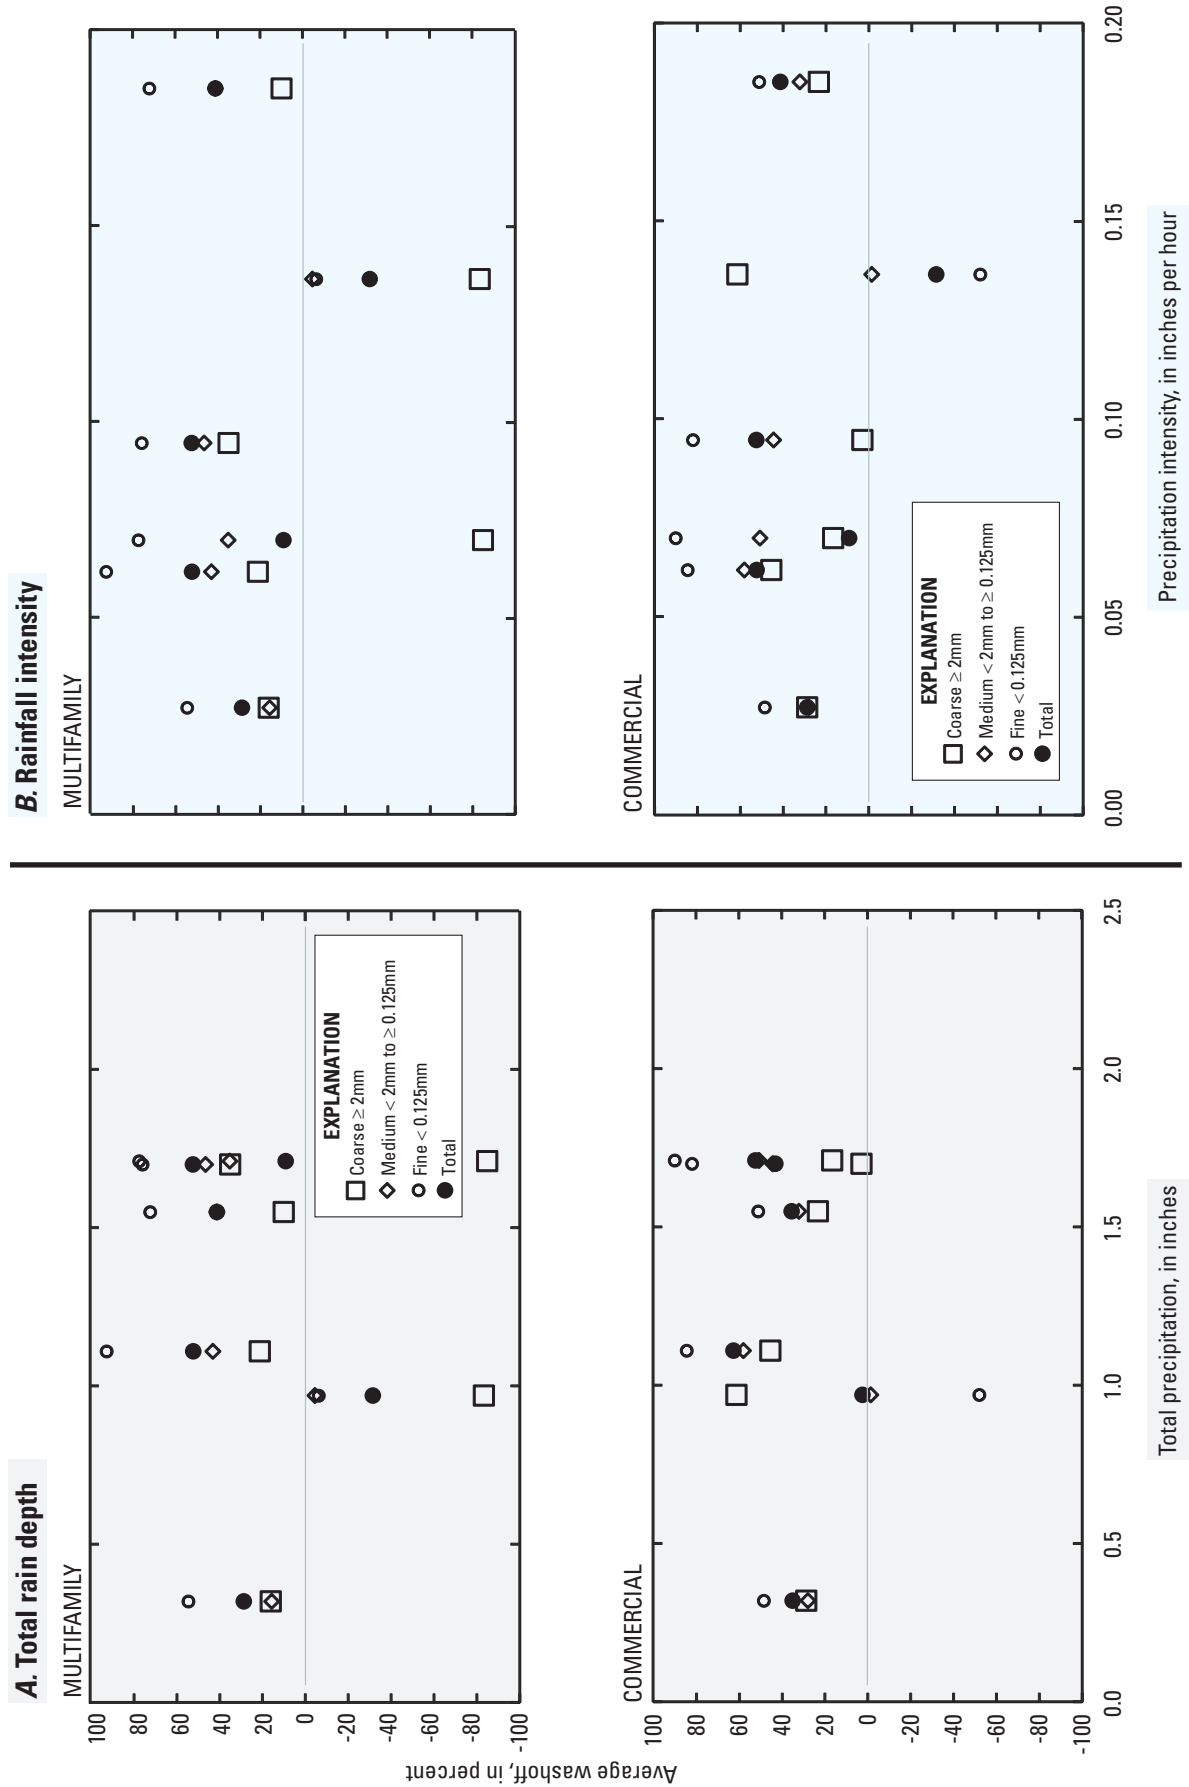 A. Total rain depth
MULTIFAMILY
100
80
60
40
20
0
-20
-40
-60
-80
-100
EXPLANATION
Coarse ≥ 2mm
Medium < 2mm to ≥ 0.125mm
Fine < 0.125mm
Total
COMMERCIAL
100
80
60
40
20
0
-20
-40
-60
-80
-100
0.0 0.5 1.0 1.5 2.0 2.5
Total precipitation, in inches
Average washoff, in percent
B. Rainfall intensity
MULTIFAMILY
COMMERCIAL
EXPLANATION
Coarse ≥ 2mm
Medium < 2mm to ≥ 0.125mm
Fine < 0.125mm
Total
0.00 0.05 0.10 0.15 0.20
Precipitation intensity, in inches per hour